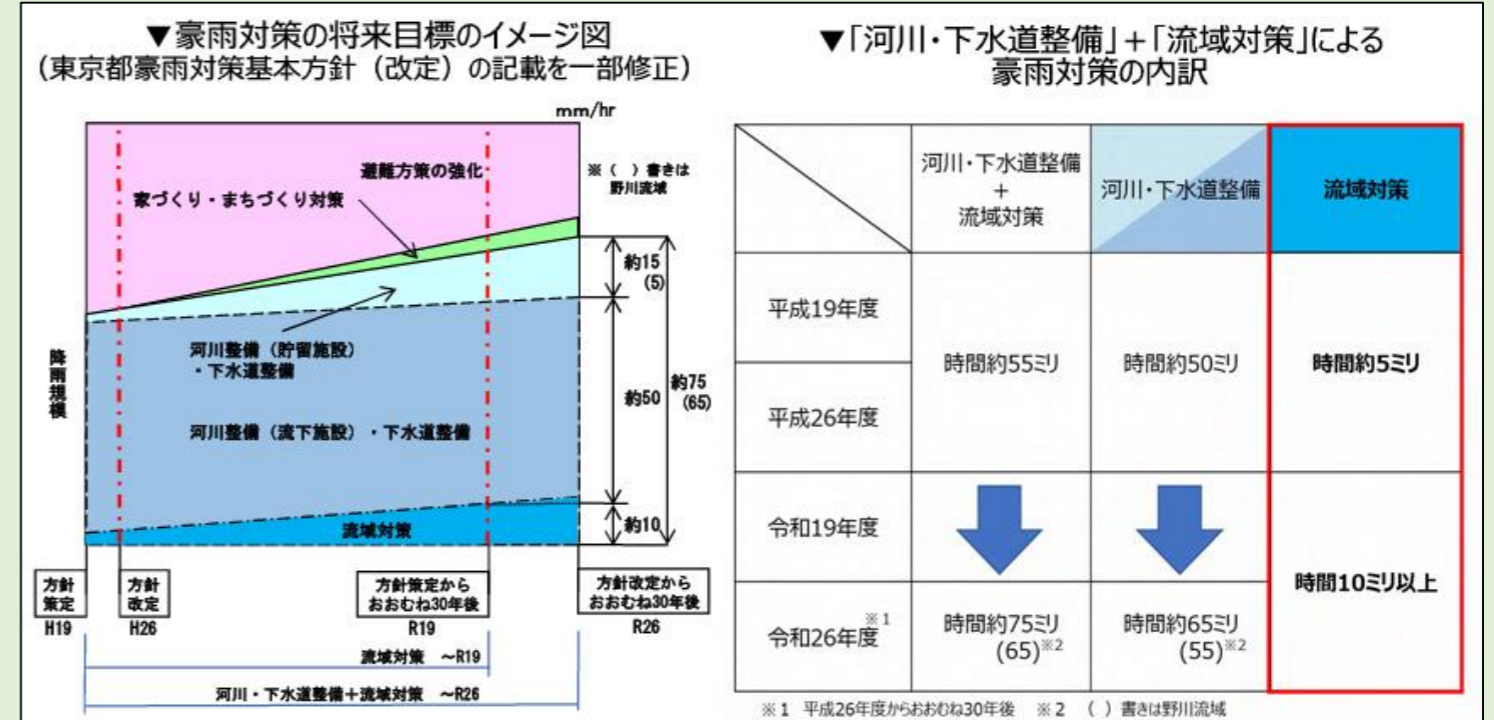 ▼豪雨対策の将来目標のイメージ図
（東京都豪雨対策基本方針（改定）の記載を一部修正）
mm/hr
避難方策の強化
家づくり・まちづくり対策
※（　）書きは
野川流域
約15
(5)
河川整備（貯留施設）
・下水道整備
降雨規模
約50
約75
(65)
河川整備（流下施設）・下水道整備
流域対策
約10
方針
策定
H19
方針
改定
H26
方針策定から
おおむね30年後
R19
方針改定から
おおむね30年後
R26
流域対策　～R19
河川・下水道整備＋流域対策　～R26
▼「河川・下水道整備」＋「流域対策」による
豪雨対策の内訳
河川・下水道整備
＋
流域対策
河川・下水道整備
流域対策
平成19年度
時間約55ミリ
時間約50ミリ
時間約5ミリ
平成26年度
令和19年度
時間10ミリ以上
令和26年度※1
時間約75ミリ
(65)※2
時間約65ミリ
(55)※2
※1　平成26年度からおおむね30年後　※2　（　）書きは野川流域